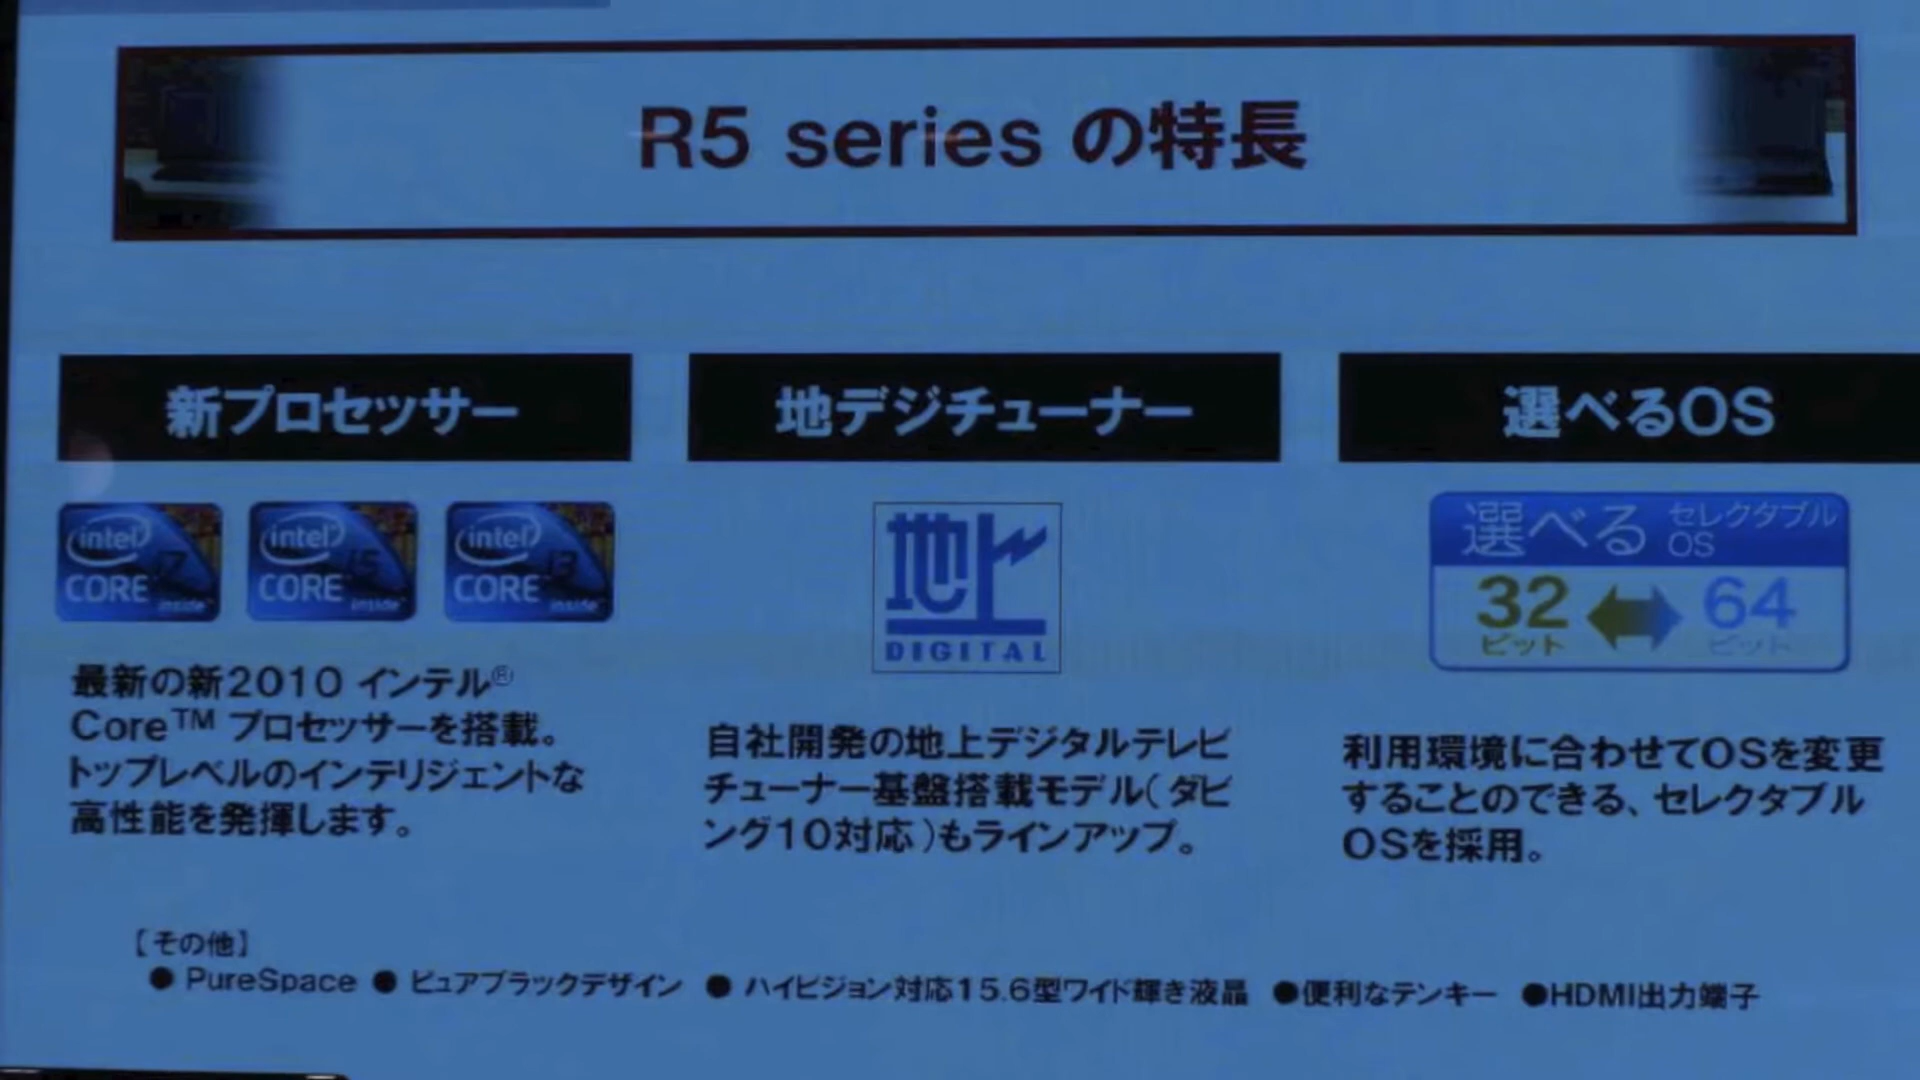 R5 series の特長
新プロセッサー
intel CORE i7 inside™
intel CORE i5 inside™
intel CORE i3 inside™
最新の新2010 インテル®
Core™ プロセッサーを搭載。
トップレベルのインテリジェントな
高性能を発揮します。
地デジチューナー
地上
DIGITAL
自社開発の地上デジタルテレビ
チューナー基盤搭載モデル(ダビ
ング10対応)もラインアップ。
選べるOS
選べる セレクタブル
OS
32 64
ビット ビット
利用環境に合わせてOSを変更
することのできる、セレクタブル
OSを採用。
【その他】
● PureSpace ● ピュアブラックデザイン ● ハイビジョン対応15.6型ワイド輝き液晶 ●便利なテンキー ●HDMI出力端子